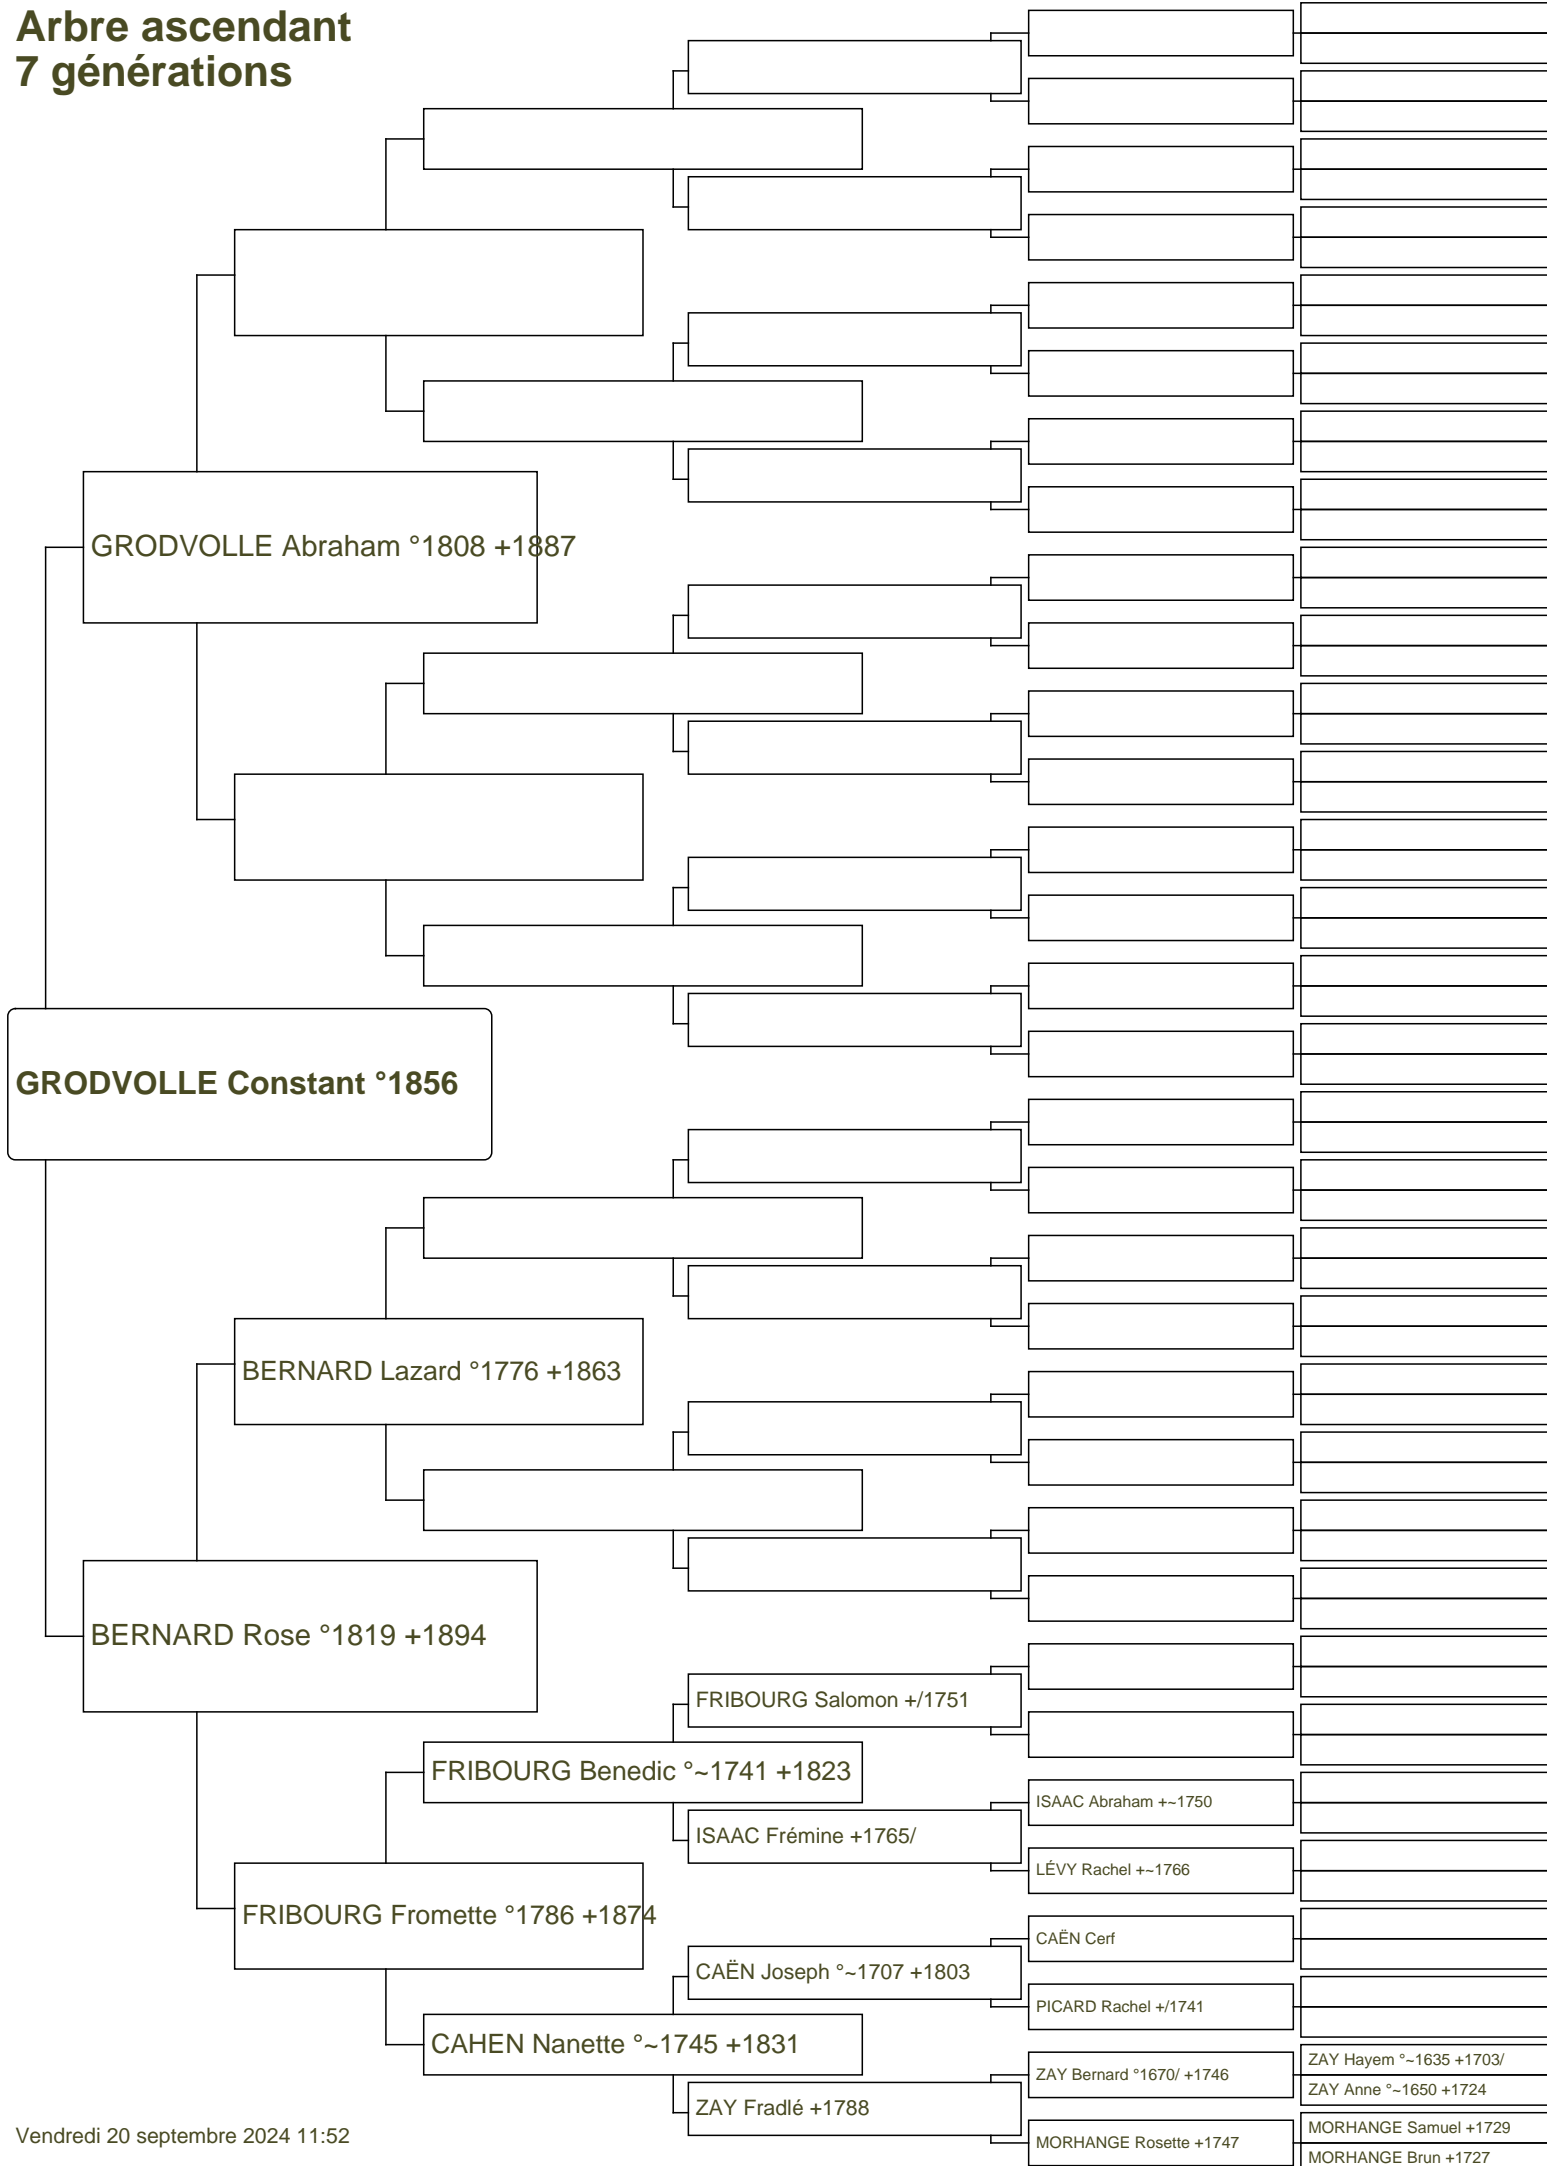 Arbre ascendant
7 générations
GRODVOLLE Abraham °1808 +1887
GRODVOLLE Constant °1856
BERNARD Lazard °1776 +1863
BERNARD Rose °1819 +1894
FRIBOURG Salomon +/1751
FRIBOURG Benedic °~1741 +1823
ISAAC Abraham +~1750
ISAAC Frémine +1765/
LÉVY Rachel +~1766
FRIBOURG Fromette °1786 +1874
CAËN Cerf
CAËN Joseph °~1707 +1803
PICARD Rachel +/1741
CAHEN Nanette °~1745 +1831
ZAY Hayem °~1635 +1703/
ZAY Bernard °1670/ +1746
ZAY Anne °~1650 +1724
ZAY Fradlé +1788
MORHANGE Samuel +1729
MORHANGE Rosette +1747
MORHANGE Brun +1727
Vendredi 20 septembre 2024 11:52